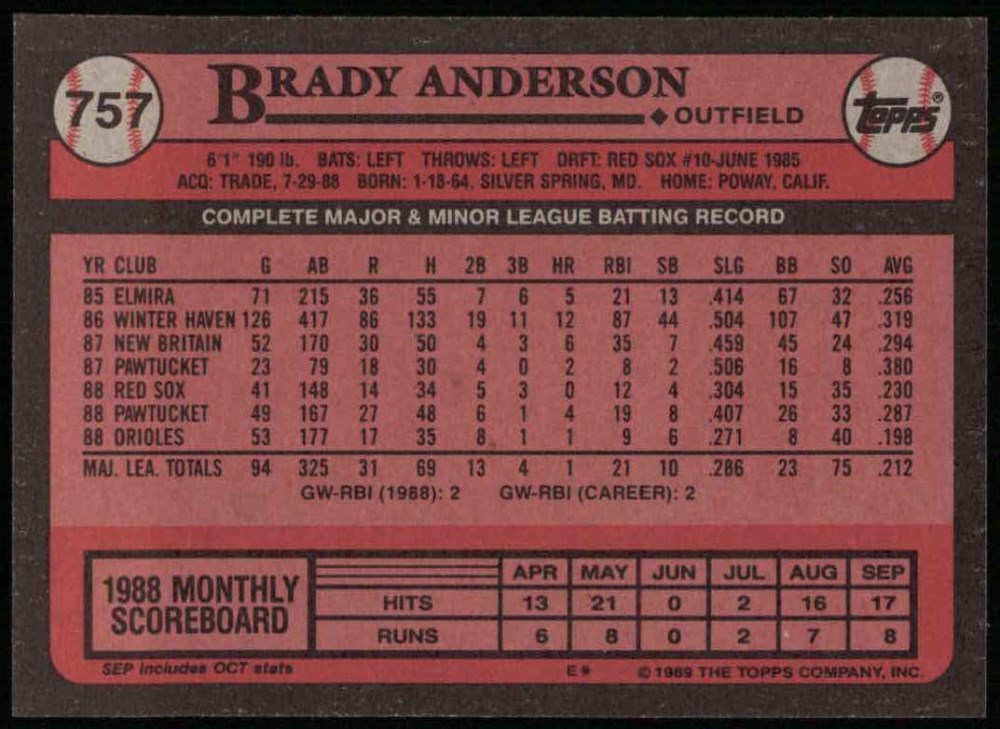 757
BRADY ANDERSON
OUTFIELD
TOPPS®
6'1" 190 lb. BATS: LEFT THROWS: LEFT DRFT: RED SOX #10-JUNE 1985
ACQ: TRADE, 7-29-88 BORN: 1-18-64, SILVER SPRING, MD. HOME: POWAY, CALIF.
COMPLETE MAJOR & MINOR LEAGUE BATTING RECORD
YR CLUB G AB R H 2B 3B HR RBI SB SLG BB SO AVG
85 ELMIRA 71 215 36 55 7 6 5 21 13 .414 67 32 .256
86 WINTER HAVEN 126 417 86 133 19 11 12 87 44 .504 107 47 .319
87 NEW BRITAIN 52 170 30 50 4 3 6 35 7 .459 45 24 .294
87 PAWTUCKET 23 79 18 30 4 0 2 8 2 .506 16 8 .380
88 RED SOX 41 148 14 34 5 3 0 12 4 .304 15 35 .230
88 PAWTUCKET 49 167 27 48 6 1 4 19 8 .407 26 33 .287
88 ORIOLES 53 177 17 35 8 1 1 9 6 .271 8 40 .198
MAJ. LEA. TOTALS 94 325 31 69 13 4 1 21 10 .286 23 75 .212
GW-RBI (1988): 2 GW-RBI (CAREER): 2
1988 MONTHLY SCOREBOARD
APR MAY JUN JUL AUG SEP
HITS 13 21 0 2 16 17
RUNS 6 8 0 2 7 8
SEP includes OCT stats
E*
© 1989 THE TOPPS COMPANY, INC.